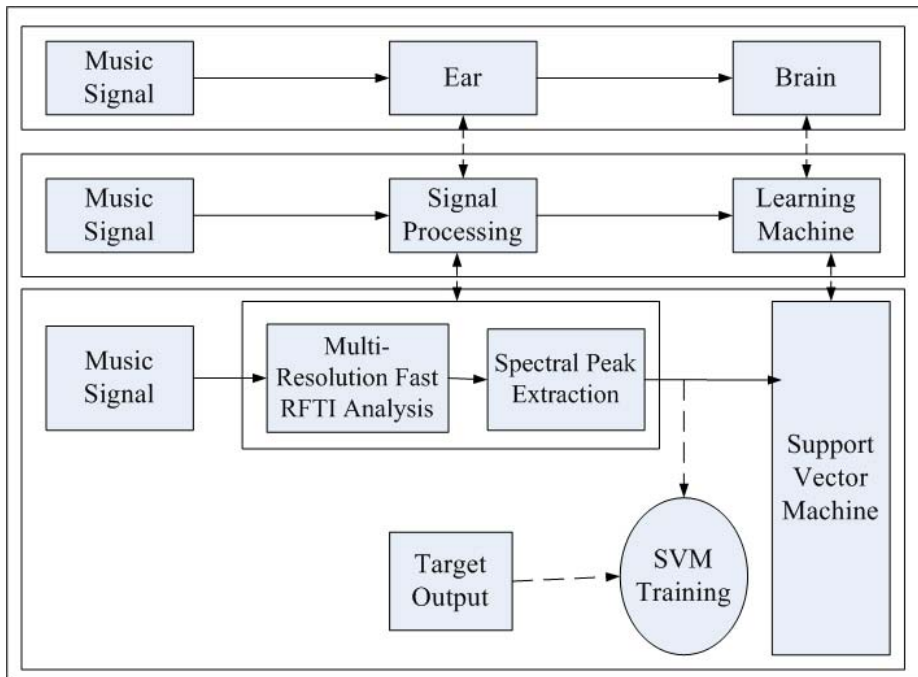 Music
Signal
Ear
Brain
Music
Signal
Signal
Processing
Learning
Machine
Music
Signal
Multi-
Resolution Fast
RFTI Analysis
Spectral Peak
Extraction
Support
Vector
Machine
Target
Output
SVM
Training